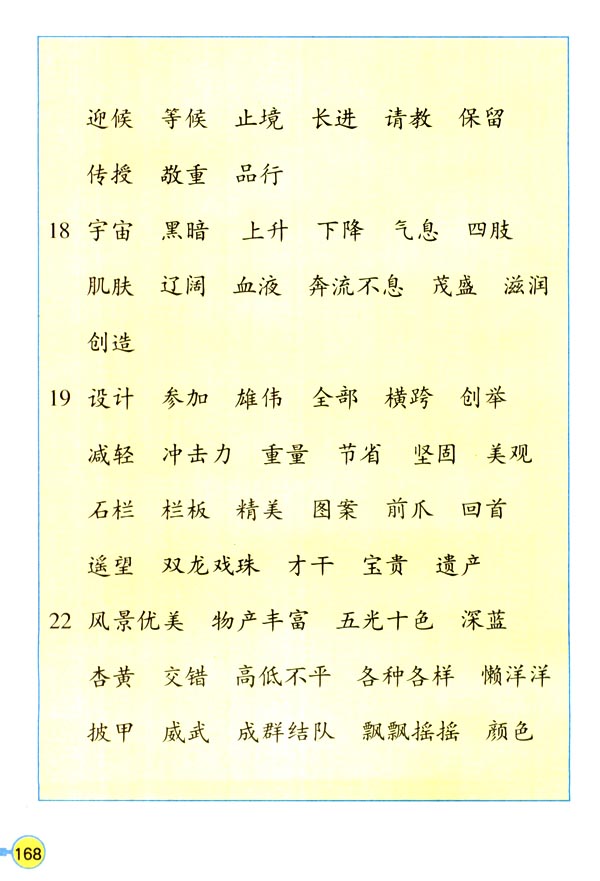 迎候 等候 止境 长进 请教 保留
传授 敬重 品行
18 宇宙 黑暗 上升 下降 气息 四肢
肌肤 辽阔 血液 奔流不息 茂盛 滋润
创造
19 设计 参加 雄伟 全部 横跨 创举
减轻 冲击力 重量 节省 坚固 美观
石栏 栏板 精美 图案 前爪 回首
遥望 双龙戏珠 才干 宝贵 遗产
22 风景优美 物产丰富 五光十色 深蓝
杏黄 交错 高低不平 各种各样 懒洋洋
披甲 威武 成群结队 飘飘摇摇 颜色
168